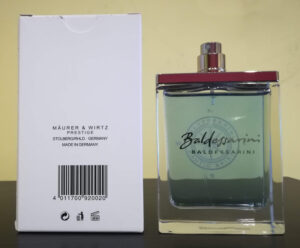 MÄURER & WIRTZ
PRESTIGE
STOLBERG/RHLD. · GERMANY
MADE IN GERMANY
4 011700 920020
Baldessarini
BALDESSARINI